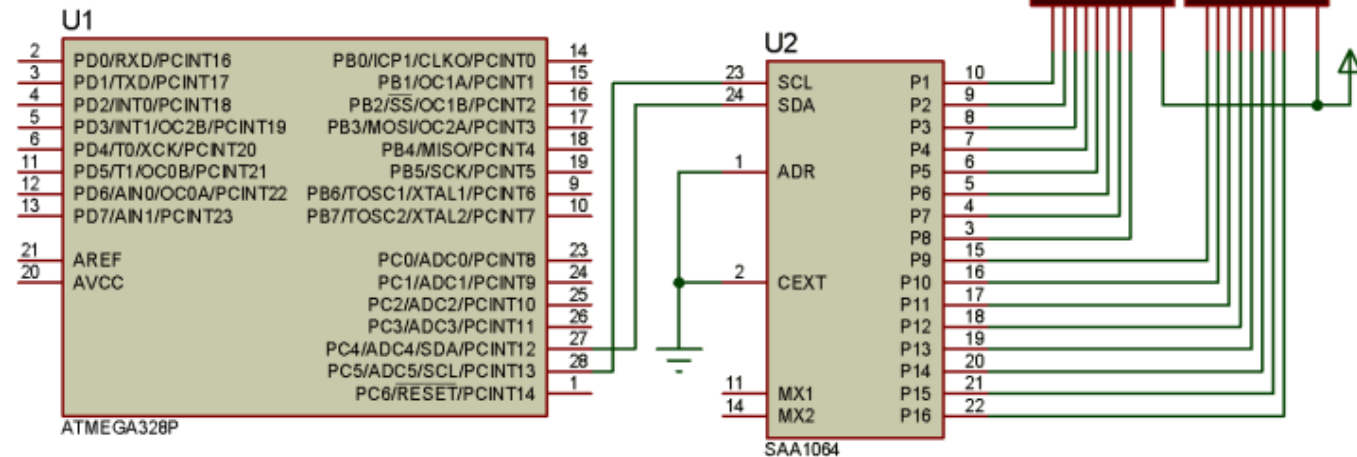 U1
2 PD0/RXD/PCINT16 PB0/ICP1/CLKO/PCINT0 14
3 PD1/TXD/PCINT17 PB1/OC1A/PCINT1 15
4 PD2/INT0/PCINT18 PB2/SS/OC1B/PCINT2 16
5 PD3/INT1/OC2B/PCINT19 PB3/MOSI/OC2A/PCINT3 17
6 PD4/T0/XCK/PCINT20 PB4/MISO/PCINT4 18
11 PD5/T1/OC0B/PCINT21 PB5/SCK/PCINT5 19
12 PD6/AIN0/OC0A/PCINT22 PB6/TOSC1/XTAL1/PCINT6 9
13 PD7/AIN1/PCINT23 PB7/TOSC2/XTAL2/PCINT7 10
21 AREF PC0/ADC0/PCINT8 23
20 AVCC PC1/ADC1/PCINT9 24
PC2/ADC2/PCINT10 25
PC3/ADC3/PCINT11 26
PC4/ADC4/SDA/PCINT12 27
PC5/ADC5/SCL/PCINT13 28
PC6/RESET/PCINT14 1
ATMEGA328P
U2
23 SCL P1 10
24 SDA P2 9
P3 8
P4 7
1 ADR P5 6
P6 5
P7 4
P8 3
P9 15
2 CEXT P10 16
P11 17
P12 18
P13 19
P14 20
11 MX1 P15 21
14 MX2 P16 22
SAA1064